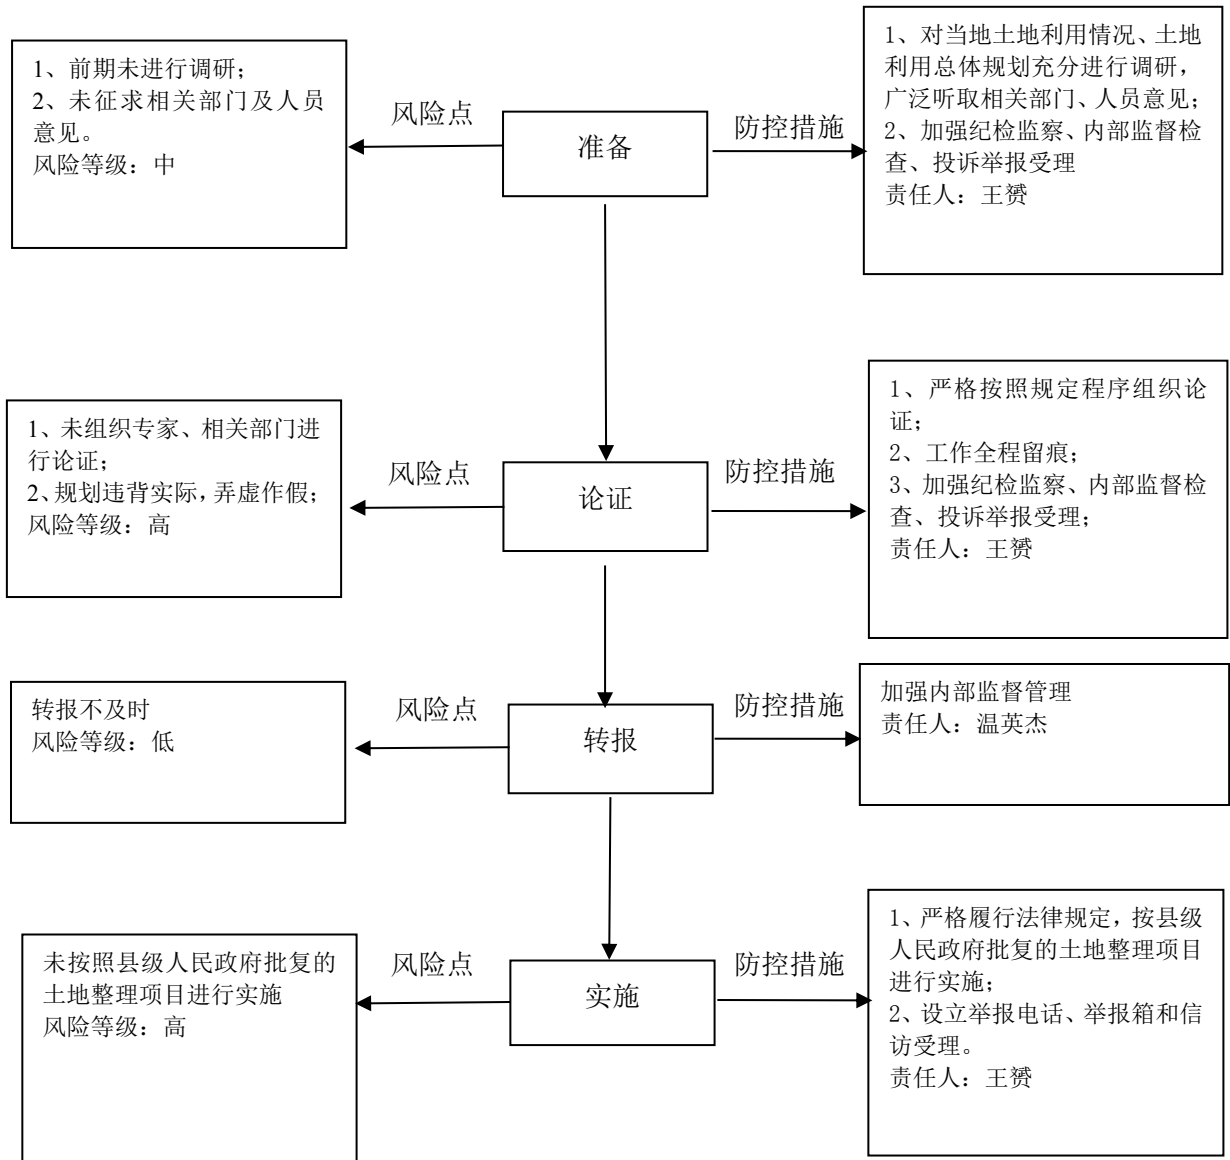 1、前期未进行调研；
2、未征求相关部门及人员
意见。
风险等级：中
风险点
准备
防控措施
1、对当地土地利用情况、土地
利用总体规划充分进行调研，
广泛听取相关部门、人员意见；
2、加强纪检监察、内部监督检
查、投诉举报受理
责任人：王赟
1、未组织专家、相关部门进
行论证；
2、规划违背实际，弄虚作假；
风险等级：高
风险点
论证
防控措施
1、严格按照规定程序组织论
证；
2、工作全程留痕；
3、加强纪检监察、内部监督检
查、投诉举报受理；
责任人：王赟
转报不及时
风险等级：低
风险点
转报
防控措施
加强内部监督管理
责任人：温英杰
未按照县级人民政府批复的
土地整理项目进行实施
风险等级：高
风险点
实施
防控措施
1、严格履行法律规定，按县级
人民政府批复的土地整理项目
进行实施；
2、设立举报电话、举报箱和信
访受理。
责任人：王赟